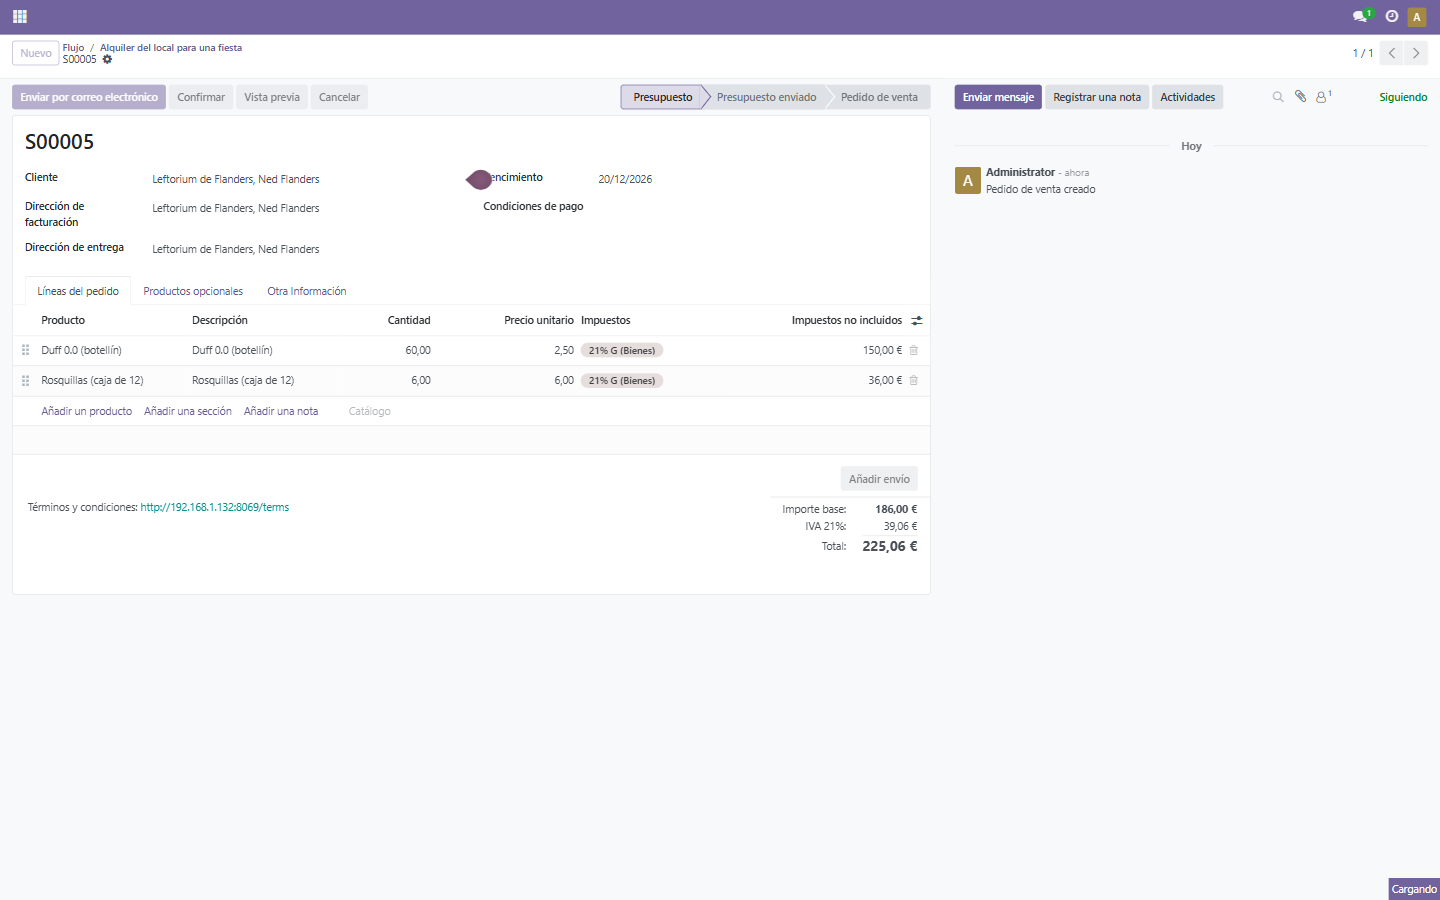 1
A
Nuevo
Flujo / Alquiler del local para una fiesta
S00005
1 / 1
Enviar por correo electrónico
Confirmar
Vista previa
Cancelar
Presupuesto
Presupuesto enviado
Pedido de venta
Enviar mensaje
Registrar una nota
Actividades
1
Siguiendo
S00005
Cliente
Leftorium de Flanders, Ned Flanders
encimiento
20/12/2026
Dirección de facturación
Leftorium de Flanders, Ned Flanders
Condiciones de pago
Dirección de entrega
Leftorium de Flanders, Ned Flanders
Líneas del pedido
Productos opcionales
Otra Información
Producto Descripción Cantidad Precio unitario Impuestos Impuestos no incluidos
Duff 0.0 (botellín) Duff 0.0 (botellín) 60,00 2,50 21% G (Bienes) 150,00 €
Rosquillas (caja de 12) Rosquillas (caja de 12) 6,00 6,00 21% G (Bienes) 36,00 €
Añadir un producto Añadir una sección Añadir una nota Catálogo
Añadir envío
Términos y condiciones: http://192.168.1.132:8069/terms
Importe base: 186,00 €
IVA 21%: 39,06 €
Total: 225,06 €
Hoy
A
Administrator - ahora
Pedido de venta creado
Cargando